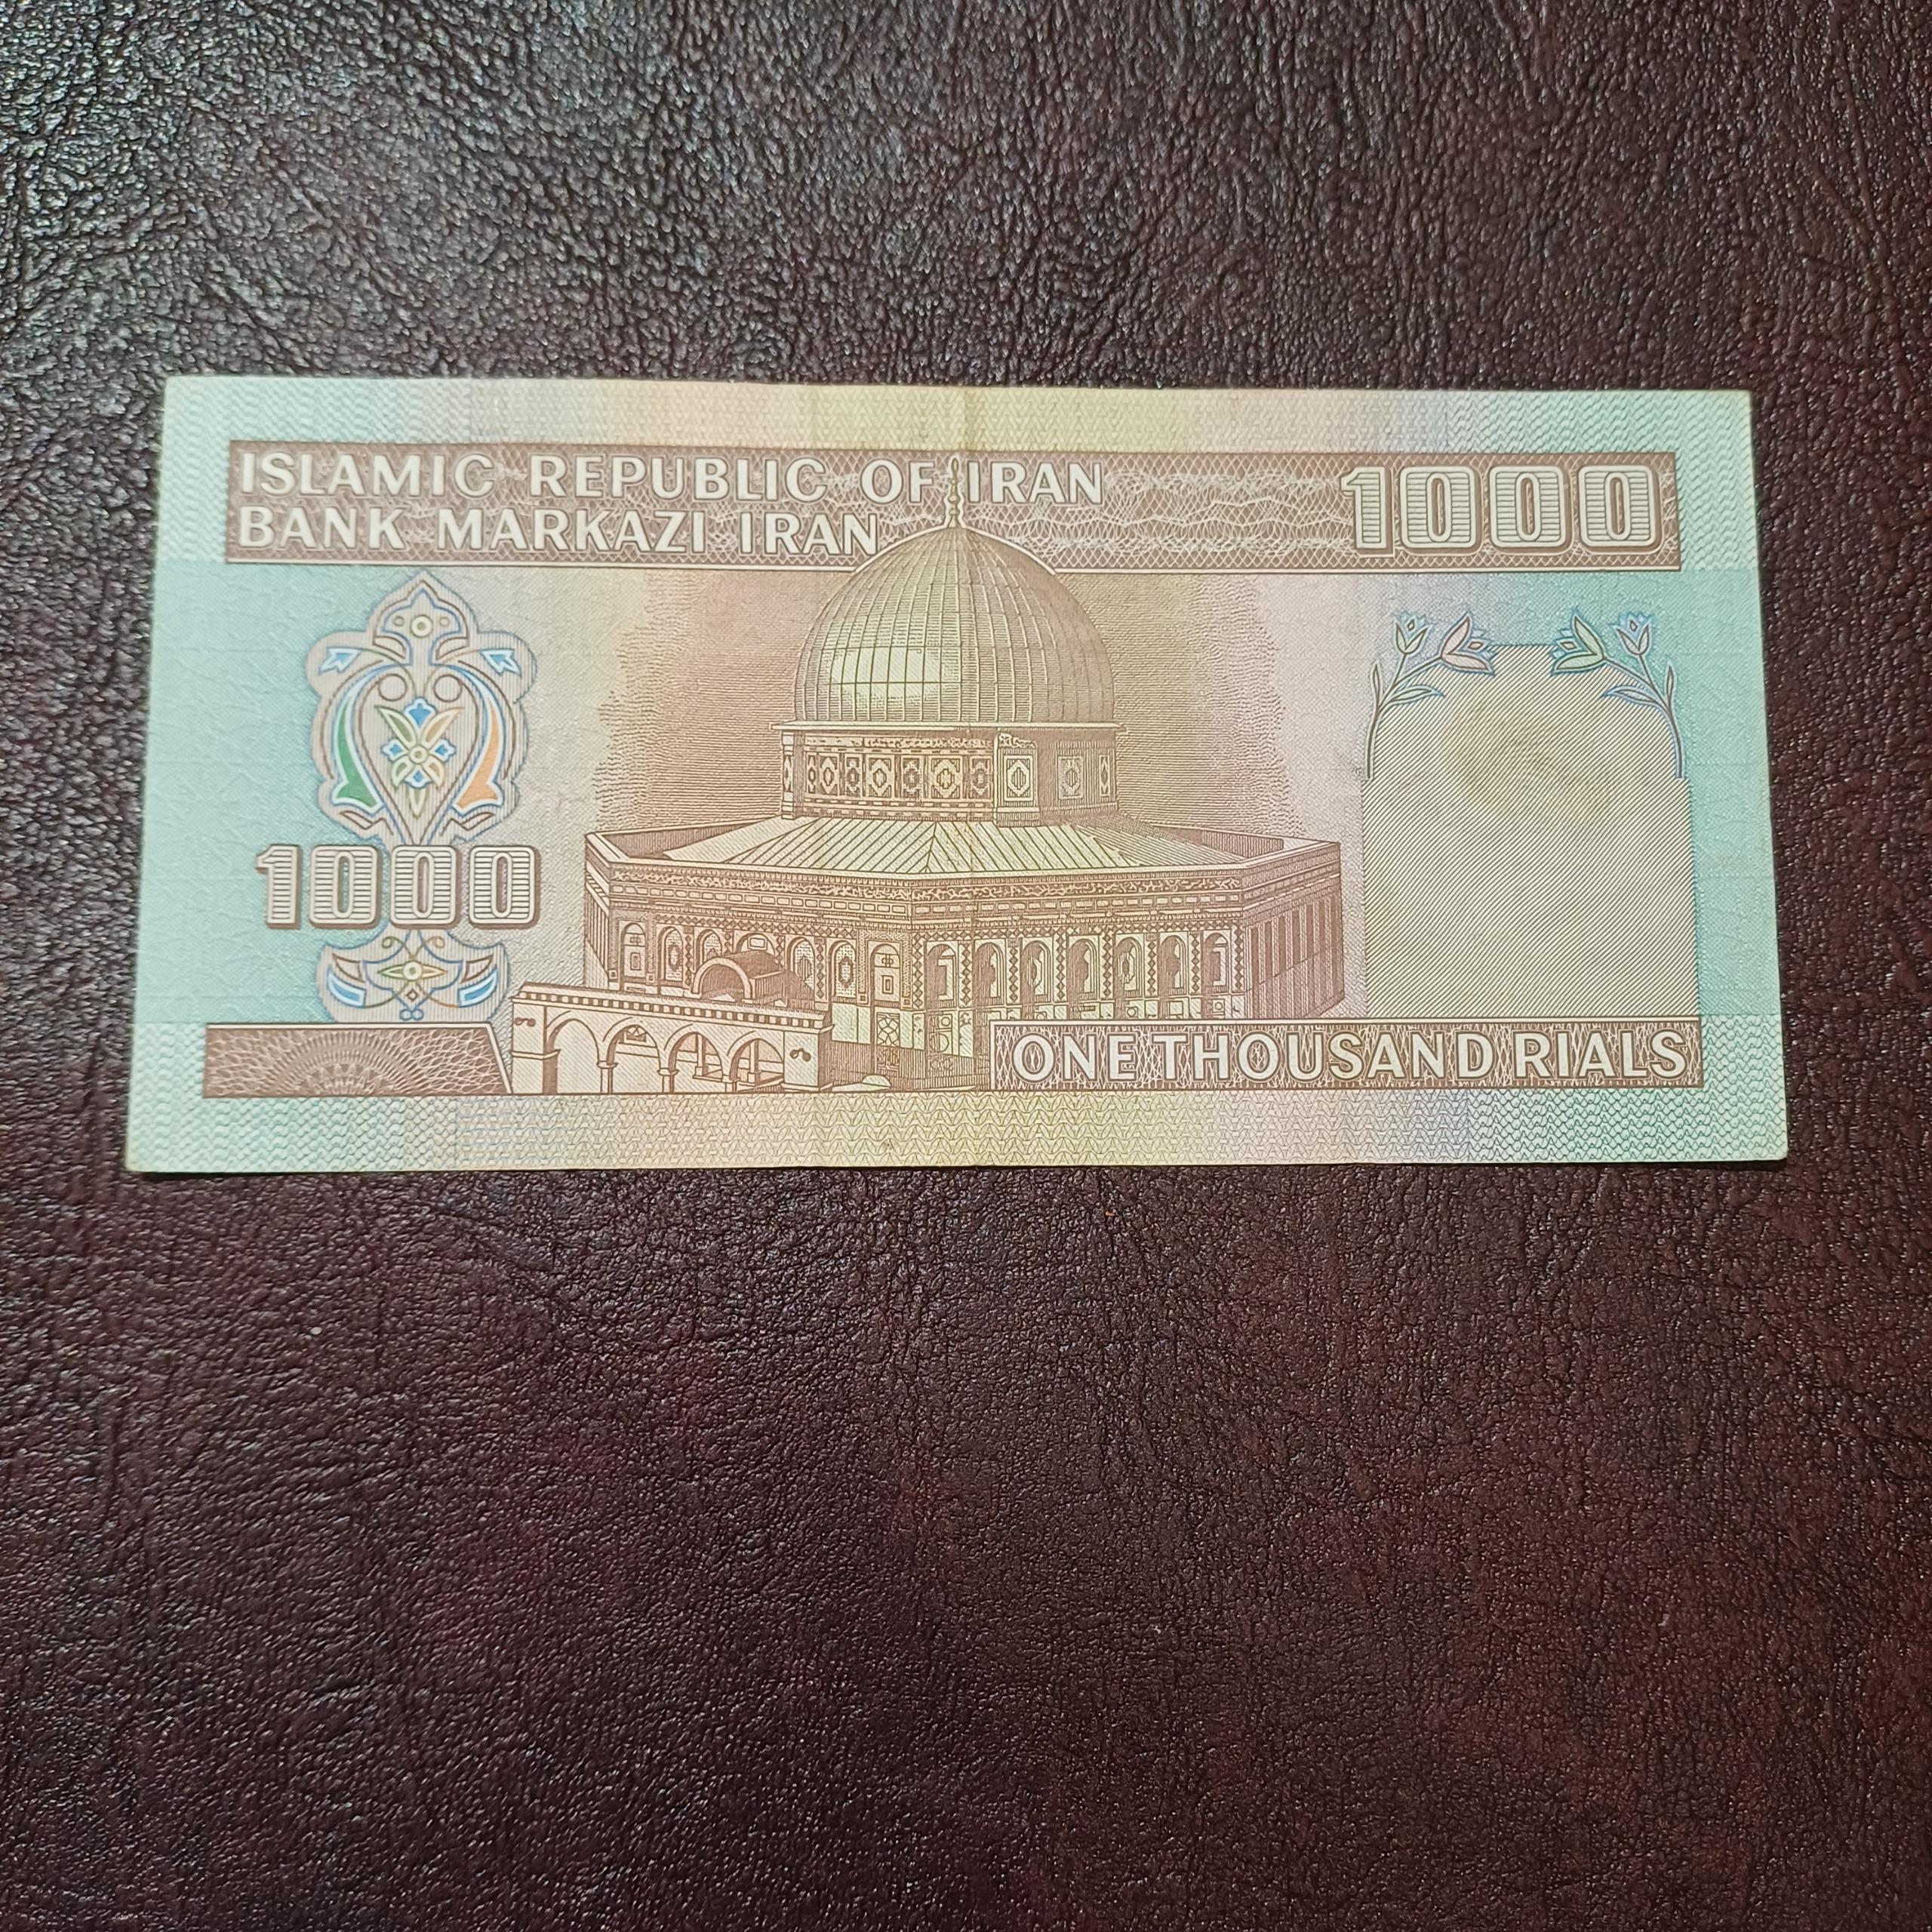 ISLAMIC REPUBLIC OF IRAN
BANK MARKAZI IRAN
1000
1000
ONE THOUSAND RIALS